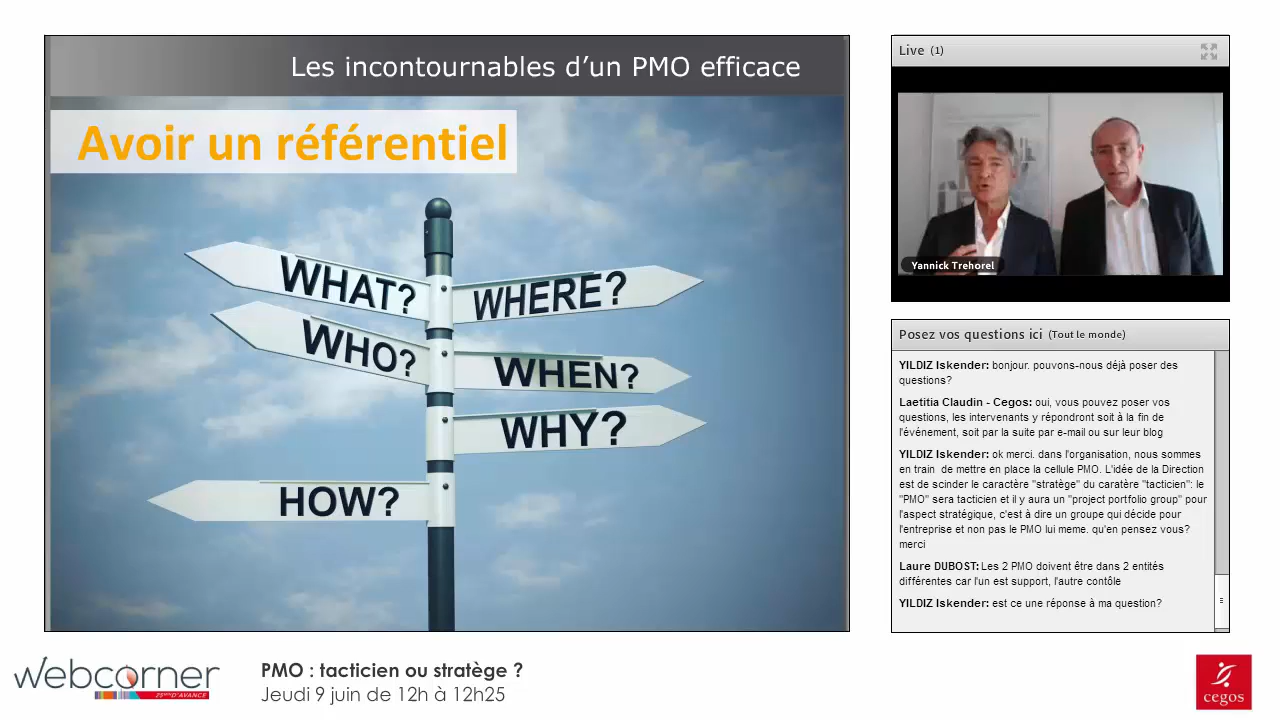 Les incontournables d'un PMO efficace
Avoir un référentiel
WHAT?
WHERE?
WHO?
WHEN?
WHY?
HOW?
Live (1)
Yannick Trehorel
Posez vos questions ici (Tout le monde)
YILDIZ Iskender: bonjour. pouvons-nous déjà poser des
questions?
Laetitia Claudin - Cegos: oui, vous pouvez poser vos
questions, les intervenants y répondront soit à la fin de
l'événement, soit par la suite par e-mail ou sur leur blog
YILDIZ Iskender: ok merci. dans l'organisation, nous sommes
en train de mettre en place la cellule PMO. L'idée de la Direction
est de scinder le caractère "stratège" du caratère "tacticien": le
"PMO" sera tacticien et il y aura un "project portfolio group" pour
l'aspect stratégique, c'est à dire un groupe qui décide pour
l'entreprise et non pas le PMO lui meme. qu'en pensez vous?
merci
Laure DUBOST: Les 2 PMO doivent être dans 2 entités
différentes car l'un est support, l'autre contôle
YILDIZ Iskender: est ce une réponse à ma question?
webcorner
25 MIN D'AVANCE
PMO : tacticien ou stratège ?
Jeudi 9 juin de 12h à 12h25
cegos